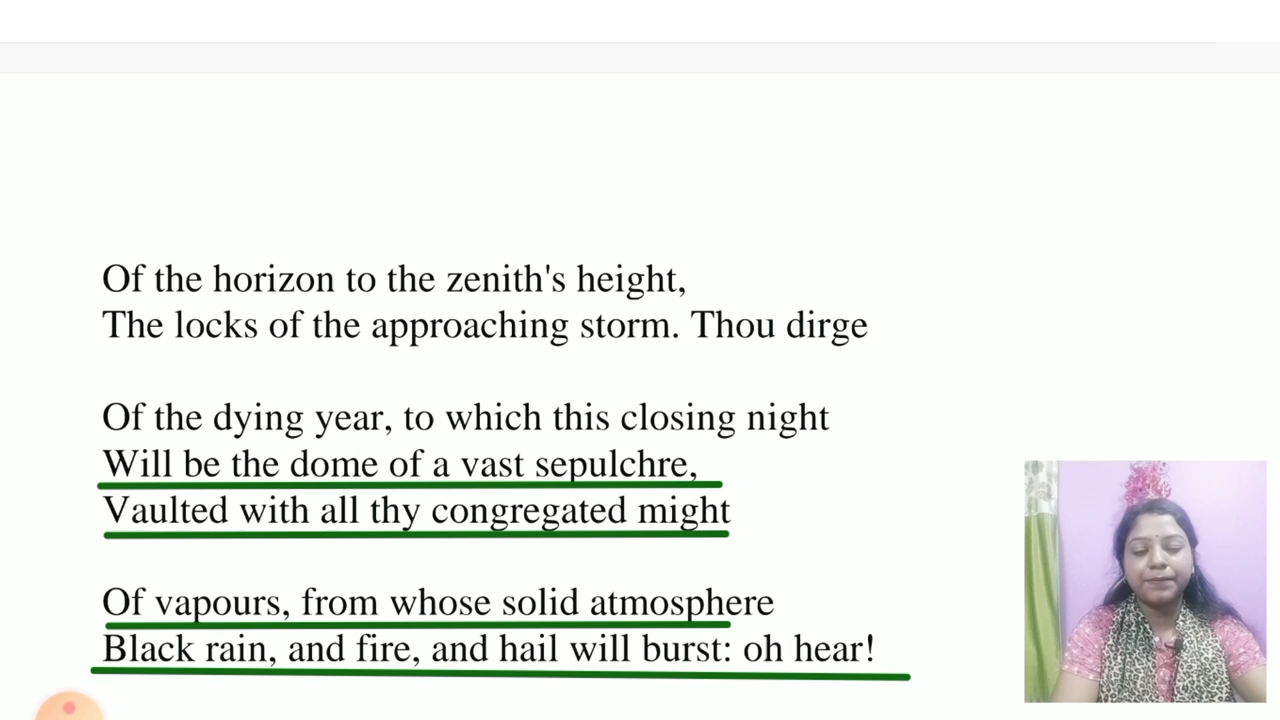 Of the horizon to the zenith's height,
The locks of the approaching storm. Thou dirge
Of the dying year, to which this closing night
Will be the dome of a vast sepulchre,
Vaulted with all thy congregated might
Of vapours, from whose solid atmosphere
Black rain, and fire, and hail will burst: oh hear!